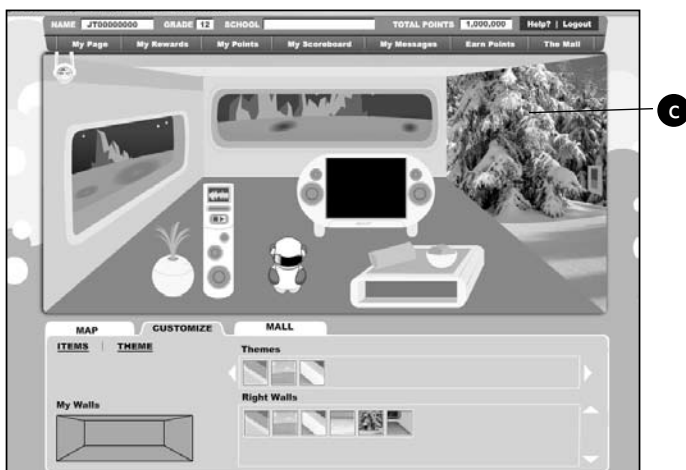 NAME JT00000000 GRADE 12 SCHOOL TOTAL POINTS 1,000,000 Help? | Logout
My Page My Rewards My Points My Scoreboard My Messages Earn Points The Mall
C
MAP CUSTOMIZE MALL
ITEMS | THEME
Themes
My Walls
Right Walls